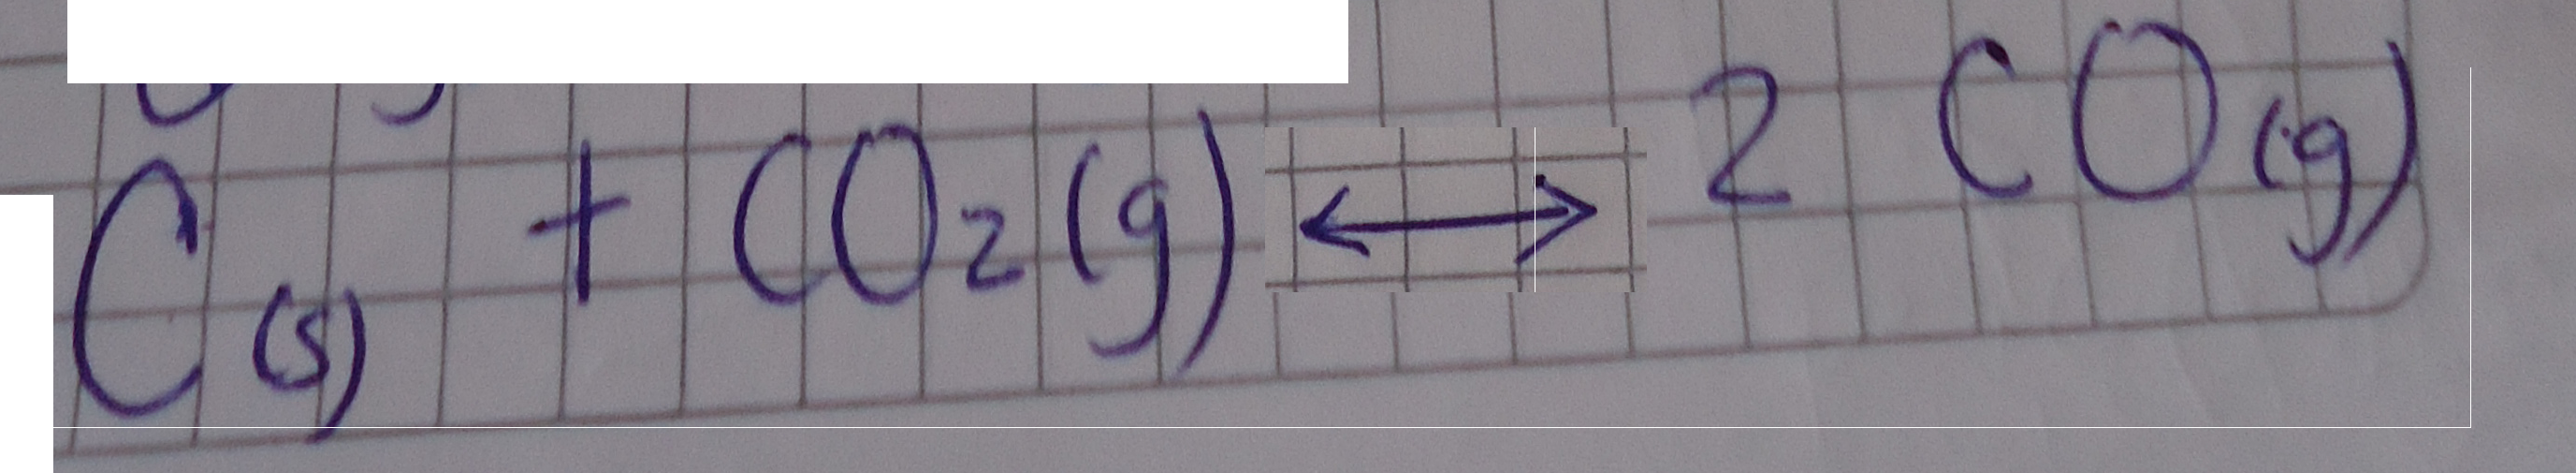 C(s) + CO₂(g) ↔ 2 CO(g)